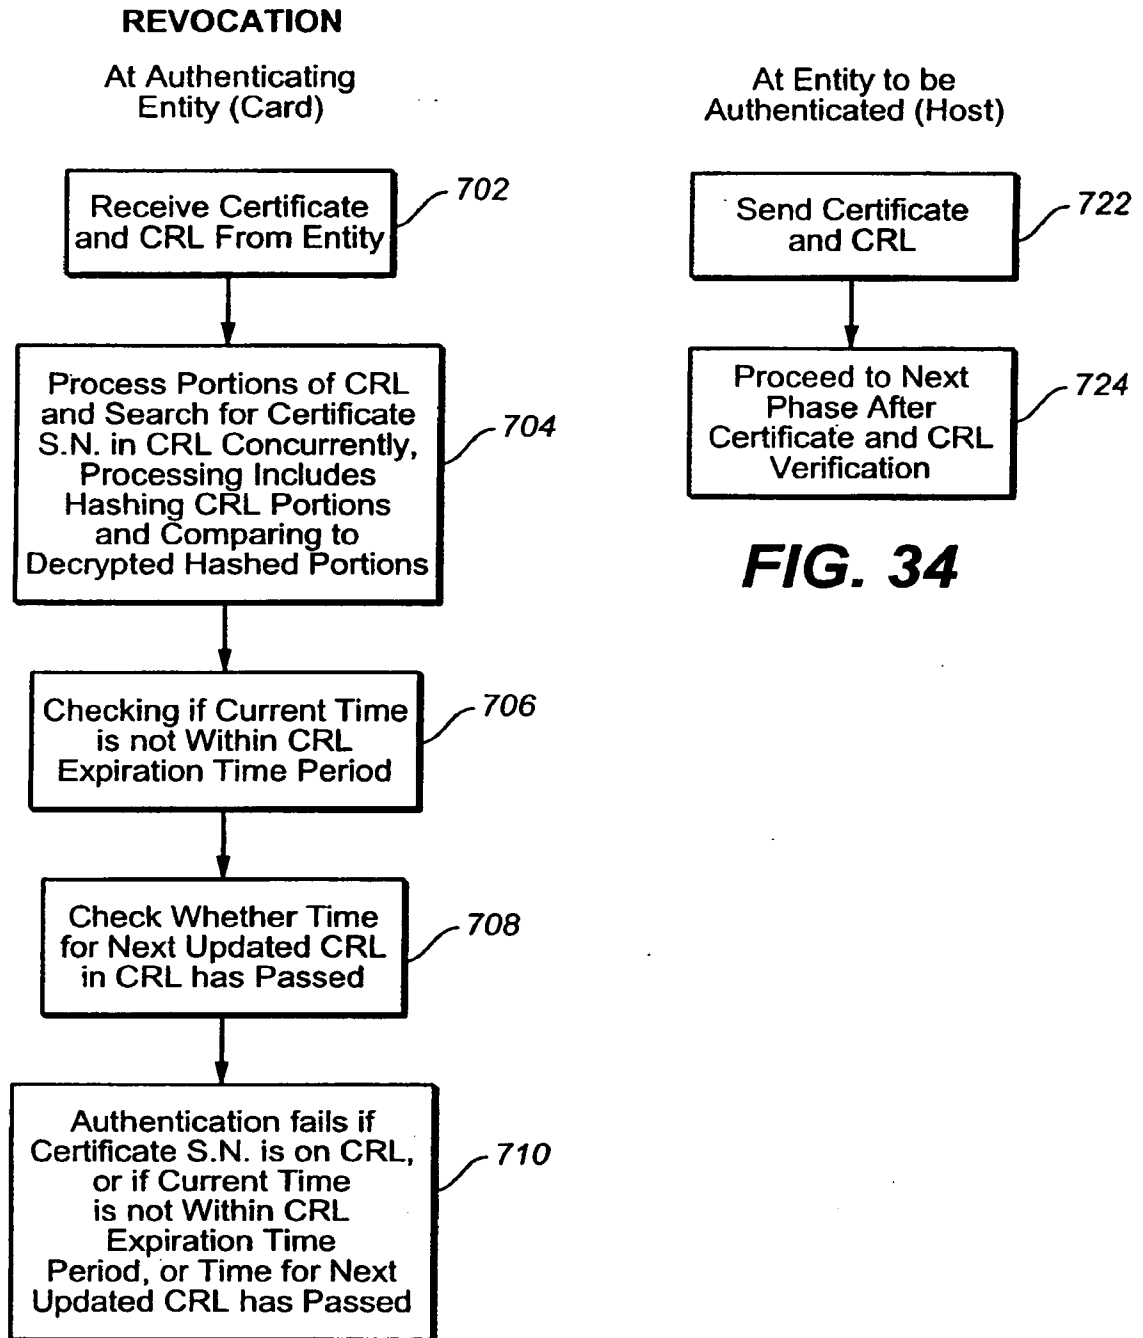 REVOCATION
At Authenticating
Entity (Card)
702
Receive Certificate
and CRL From Entity
Process Portions of CRL
and Search for Certificate
S.N. in CRL Concurrently,
Processing Includes
Hashing CRL Portions
and Comparing to
Decrypted Hashed Portions
704
Checking if Current Time
is not Within CRL
Expiration Time Period
706
Check Whether Time
for Next Updated CRL
in CRL has Passed
708
Authentication fails if
Certificate S.N. is on CRL,
or if Current Time
is not Within CRL
Expiration Time
Period, or Time for Next
Updated CRL has Passed
710
At Entity to be
Authenticated (Host)
Send Certificate
and CRL
722
Proceed to Next
Phase After
Certificate and CRL
Verification
724
FIG. 34